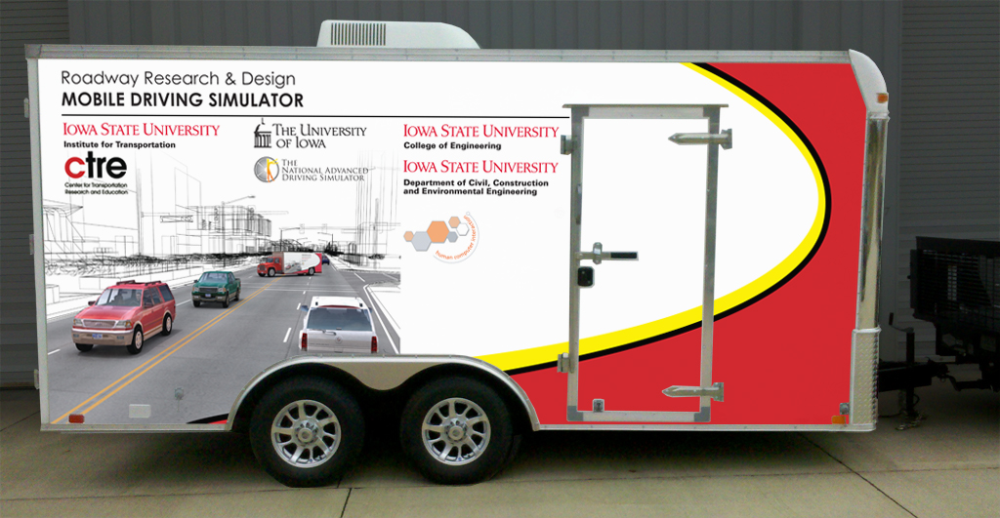 Roadway Research & Design
MOBILE DRIVING SIMULATOR
IOWA STATE UNIVERSITY
Institute for Transportation
ctre
Center for Transportation
Research and Education
THE UNIVERSITY
OF IOWA
THE
NATIONAL ADVANCED
DRIVING SIMULATOR
IOWA STATE UNIVERSITY
College of Engineering
IOWA STATE UNIVERSITY
Department of Civil, Construction
and Environmental Engineering
human computer interaction